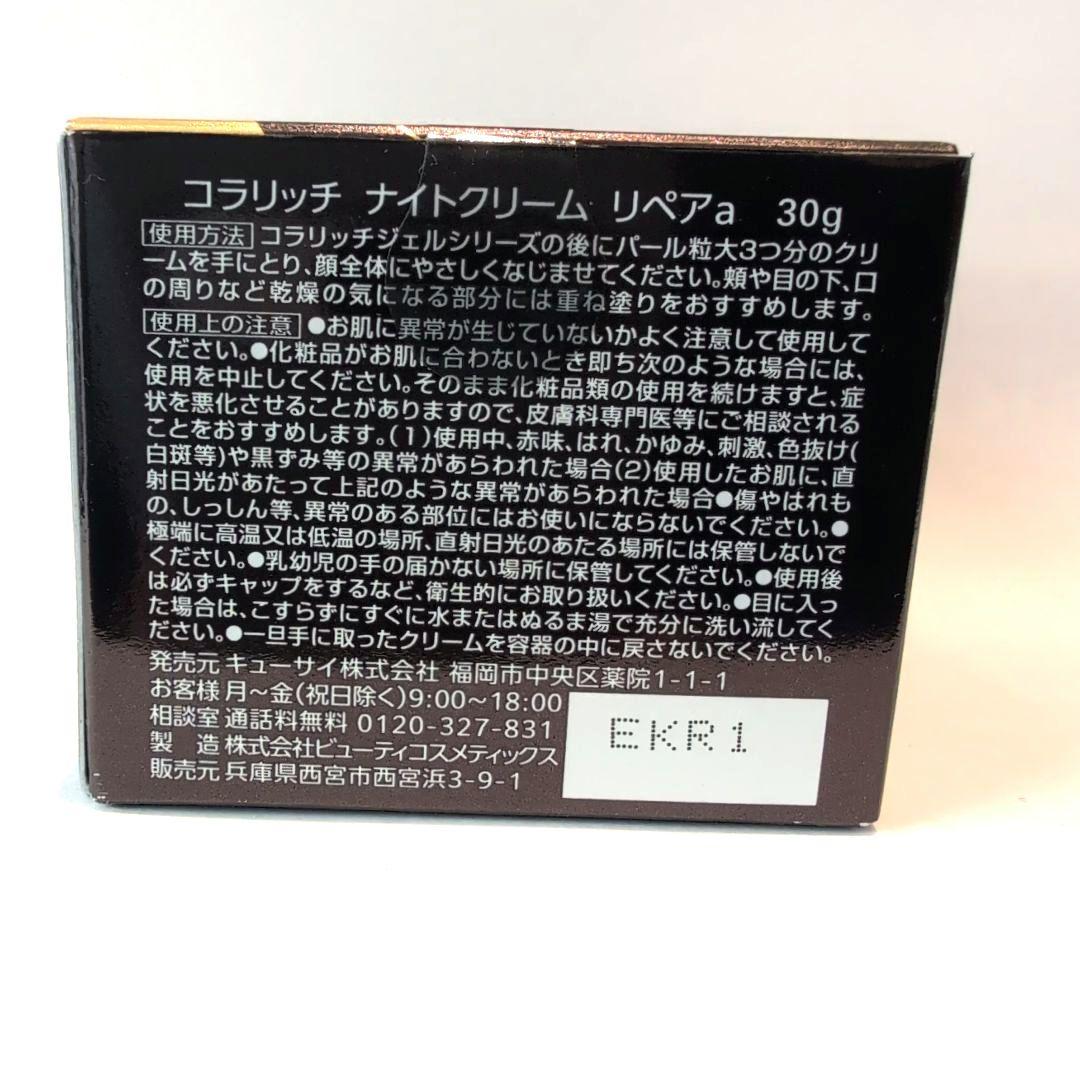 コラリッチ ナイトクリーム リペアa 30g
使用方法 コラリッチジェルシリーズの後にパール粒大3つ分のクリ
ームを手にとり、顔全体にやさしくなじませてください。頬や目の下、口
の周りなど乾燥の気になる部分には重ね塗りをおすすめします。
使用上の注意 ●お肌に異常が生じていないかよく注意して使用して
ください。●化粧品がお肌に合わないとき即ち次のような場合には、
使用を中止してください。そのまま化粧品類の使用を続けますと、症
状を悪化させることがありますので、皮膚科専門医等にご相談される
ことをおすすめします。(1)使用中、赤味、はれ、かゆみ、刺激、色抜け(
白斑等)や黒ずみ等の異常があらわれた場合(2)使用したお肌に、直
射日光があたって上記のような異常があらわれた場合●傷やはれも
の、しっしん等、異常のある部位にはお使いにならないでください。●
極端に高温又は低温の場所、直射日光のあたる場所には保管しないで
ください。●乳幼児の手の届かない場所に保管してください。●使用後
は必ずキャップをするなど、衛生的にお取り扱いください。●目に入っ
た場合は、こすらずにすぐに水またはぬるま湯で充分に洗い流してく
ださい。●一旦手に取ったクリームを容器の中に戻さないでください。
発売元 キューサイ株式会社 福岡市中央区薬院1-1-1
お客様 月～金(祝日除く)9:00～18:00
相談室 通話料無料 0120-327-831
製 造 株式会社ビューティコスメティックス
販売元 兵庫県西宮市西宮浜3-9-1
EKR1